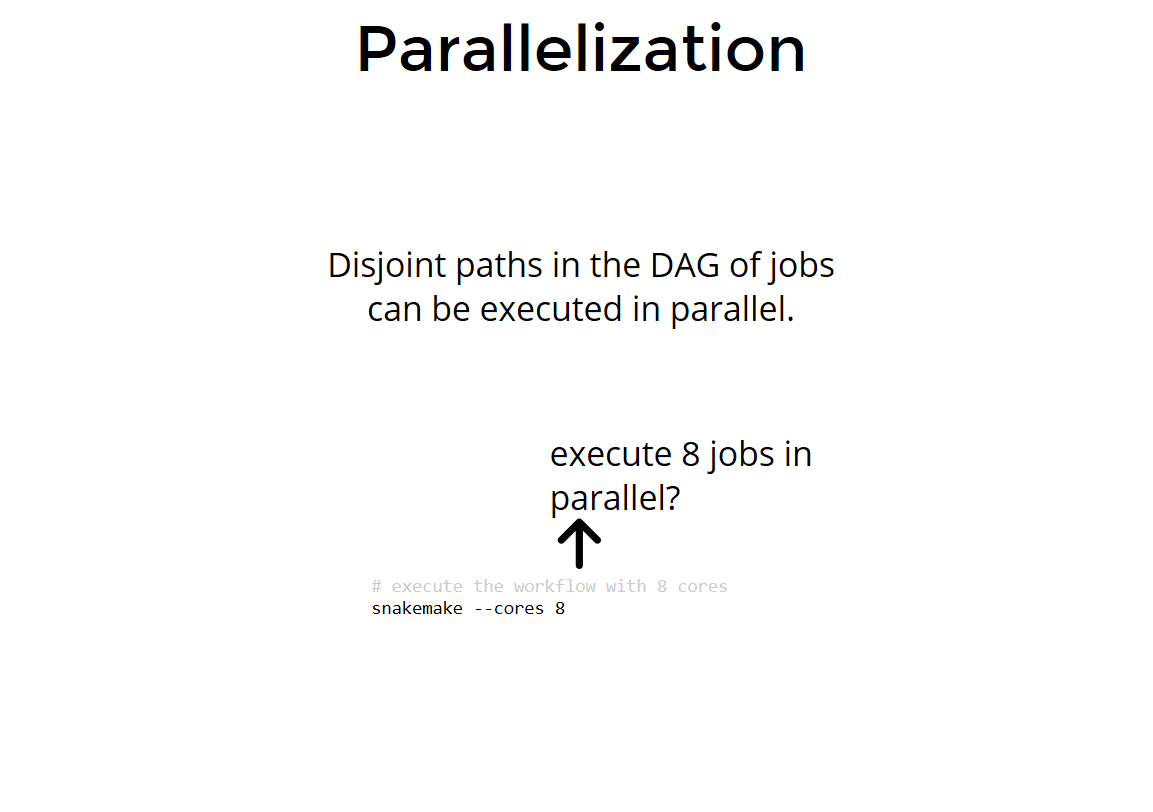 Parallelization
Disjoint paths in the DAG of jobs
can be executed in parallel.
execute 8 jobs in
parallel?
# execute the workflow with 8 cores
snakemake --cores 8